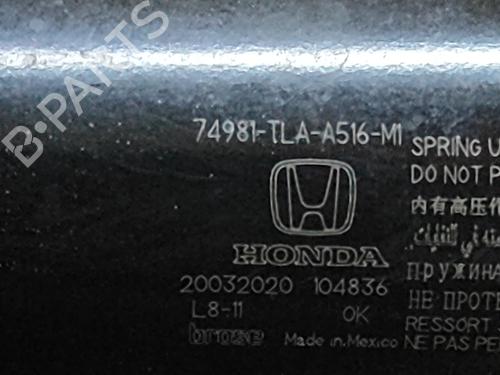 B-PARTS
74981-TLA-A516-M1
HONDA
20032020 104836
L8-11 OK
brose Made in Mexico
SPRING U
DO NOT P
内有高压
пружина
НЕ ПРОТ
RESSORT
NE PAS PE